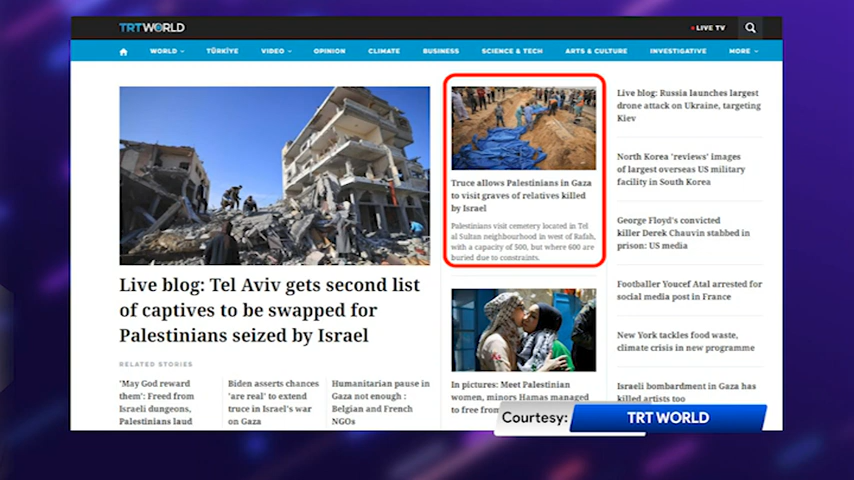 TRT WORLD
LIVE TV
WORLD
TÜRKİYE
VIDEO
OPINION
CLIMATE
BUSINESS
SCIENCE & TECH
ARTS & CULTURE
INVESTIGATIVE
MORE
Live blog: Tel Aviv gets second list
of captives to be swapped for
Palestinians seized by Israel
RELATED STORIES
'May God reward
them': Freed from
Israeli dungeons,
Palestinians laud
Biden asserts chances
'are real' to extend
truce in Israel's war
on Gaza
Humanitarian pause in
Gaza not enough :
Belgian and French
NGOs
Truce allows Palestinians in Gaza
to visit graves of relatives killed
by Israel
Palestinians visit cemetery located in Tel
al Sultan neighbourhood in west of Rafah,
with a capacity of 500, but where 600 are
buried due to constraints.
In pictures: Meet Palestinian
women, minors Hamas managed
to free from
Live blog: Russia launches largest
drone attack on Ukraine, targeting
Kiev
North Korea 'reviews' images
of largest overseas US military
facility in South Korea
George Floyd's convicted
killer Derek Chauvin stabbed in
prison: US media
Footballer Youcef Atal arrested for
social media post in France
New York tackles food waste,
climate crisis in new programme
Israeli bombardment in Gaza has
killed artists too
Courtesy:
TRT WORLD